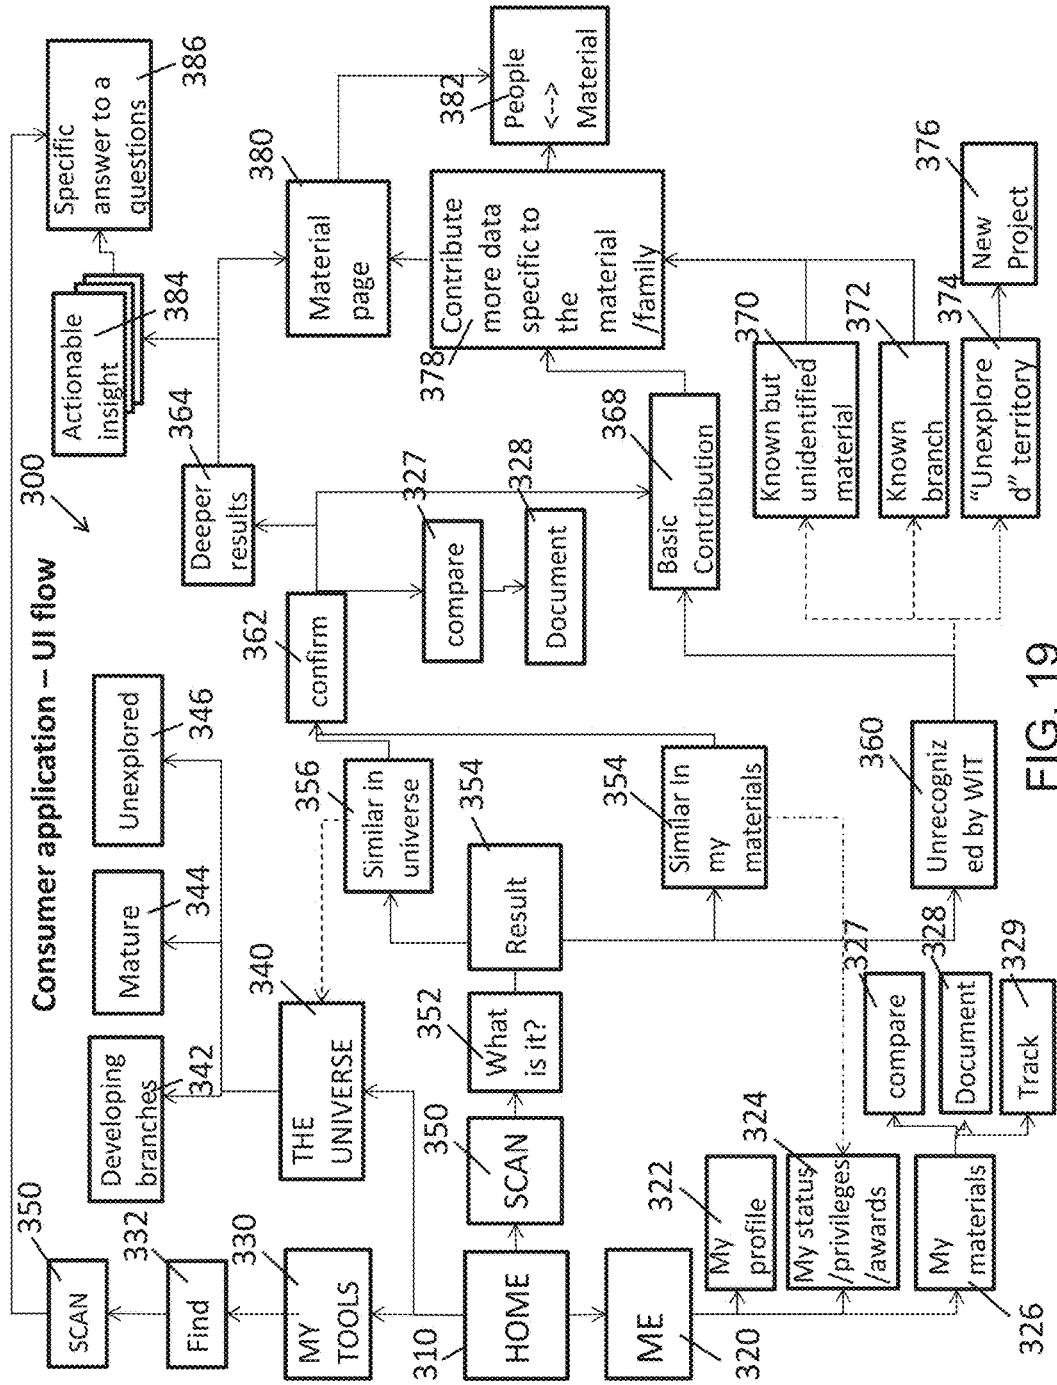 Consumer application – UI flow
300
SCAN
350
Find
332
MY
TOOLS
330
HOME
310
ME
320
My
profile
322
My status
/privileges
/awards
324
My
materials
326
compare
327
Document
328
Track
329
THE
UNIVERSE
340
Developing
branches
342
Mature
344
Unexplored
346
SCAN
350
What
is it?
352
Result
354
Similar in
universe
356
Similar In
my
materials
354
Unrecogniz
ed by WIT
360
confirm
362
compare
327
Document
328
Deeper
results
364
Basic
Contribution
368
Known but
unidentified
material
370
Known
branch
372
"Unexplore
d" territory
374
New
Project
376
Contribute
more data
specific to
the
material
/family
378
Material
page
380
People
<-->
Material
382
Actionable
insight
384
Specific
answer to a
questions
386
FIG. 19